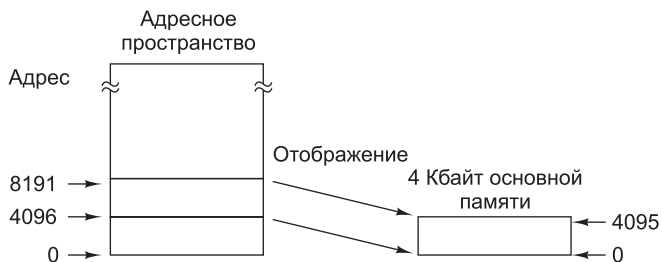 Адресное
пространство
Адрес
Отображение
4 Кбайт основной
памяти
8191
4096
4095
0
0